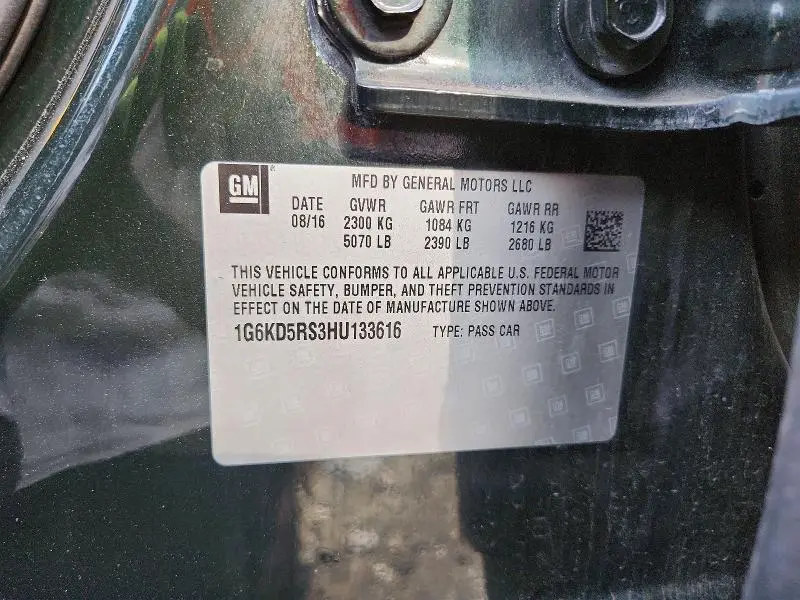 GM
MFD BY GENERAL MOTORS LLC
DATE GVWR GAWR FRT GAWR RR
08/16 2300 KG 1084 KG 1216 KG
5070 LB 2390 LB 2680 LB
THIS VEHICLE CONFORMS TO ALL APPLICABLE U.S. FEDERAL MOTOR
VEHICLE SAFETY, BUMPER, AND THEFT PREVENTION STANDARDS IN
EFFECT ON THE DATE OF MANUFACTURE SHOWN ABOVE.
1G6KD5RS3HU133616 TYPE: PASS CAR